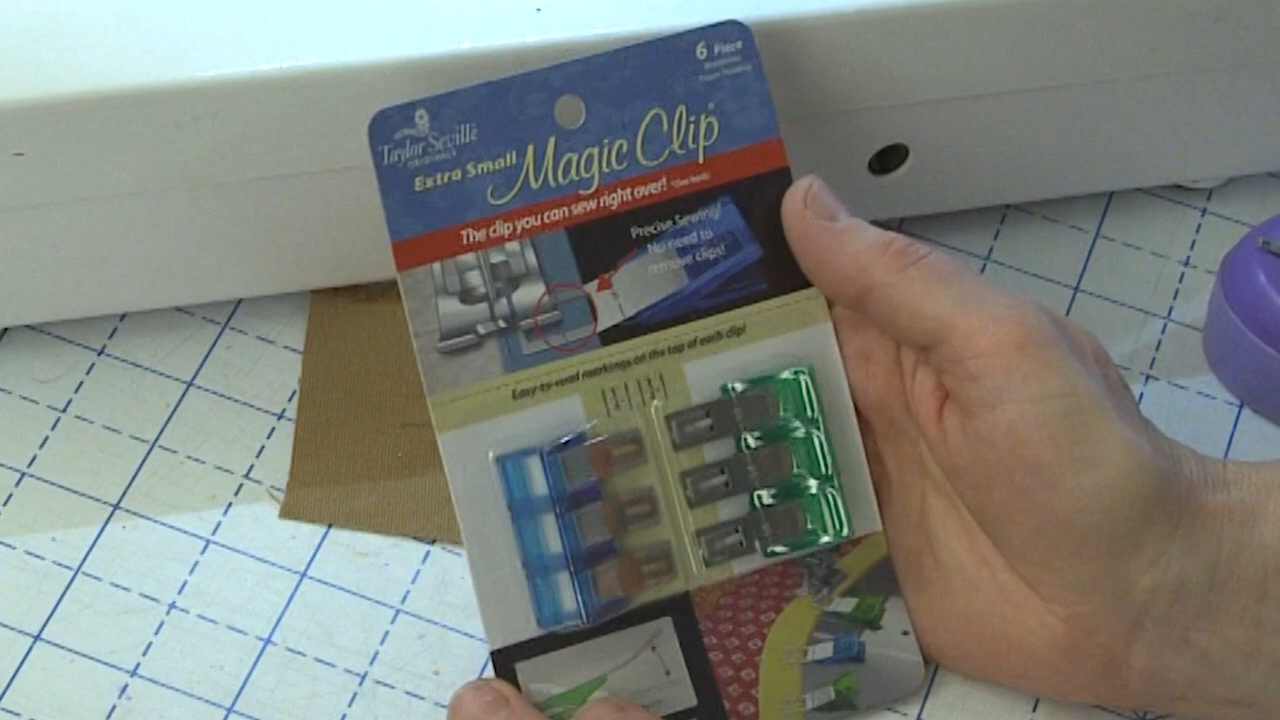 6 Piece
Taylor Seville
ORIGINALS
Extra Small
Magic Clip
The clip you can sew right over!
Precise Sewing!
No need to
remove clips!
Easy-to-read markings on the top of each clip!